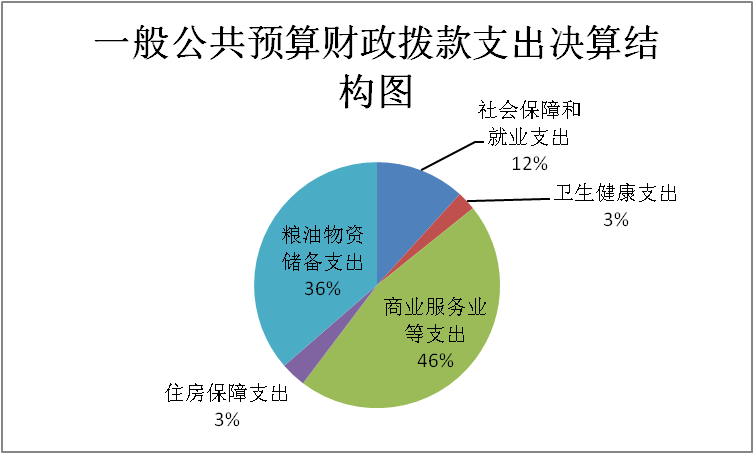 一般公共预算财政拨款支出决算结
构图
社会保障和
就业支出
12%
卫生健康支出
3%
商业服务业
等支出
46%
住房保障支出
3%
粮油物资
储备支出
36%